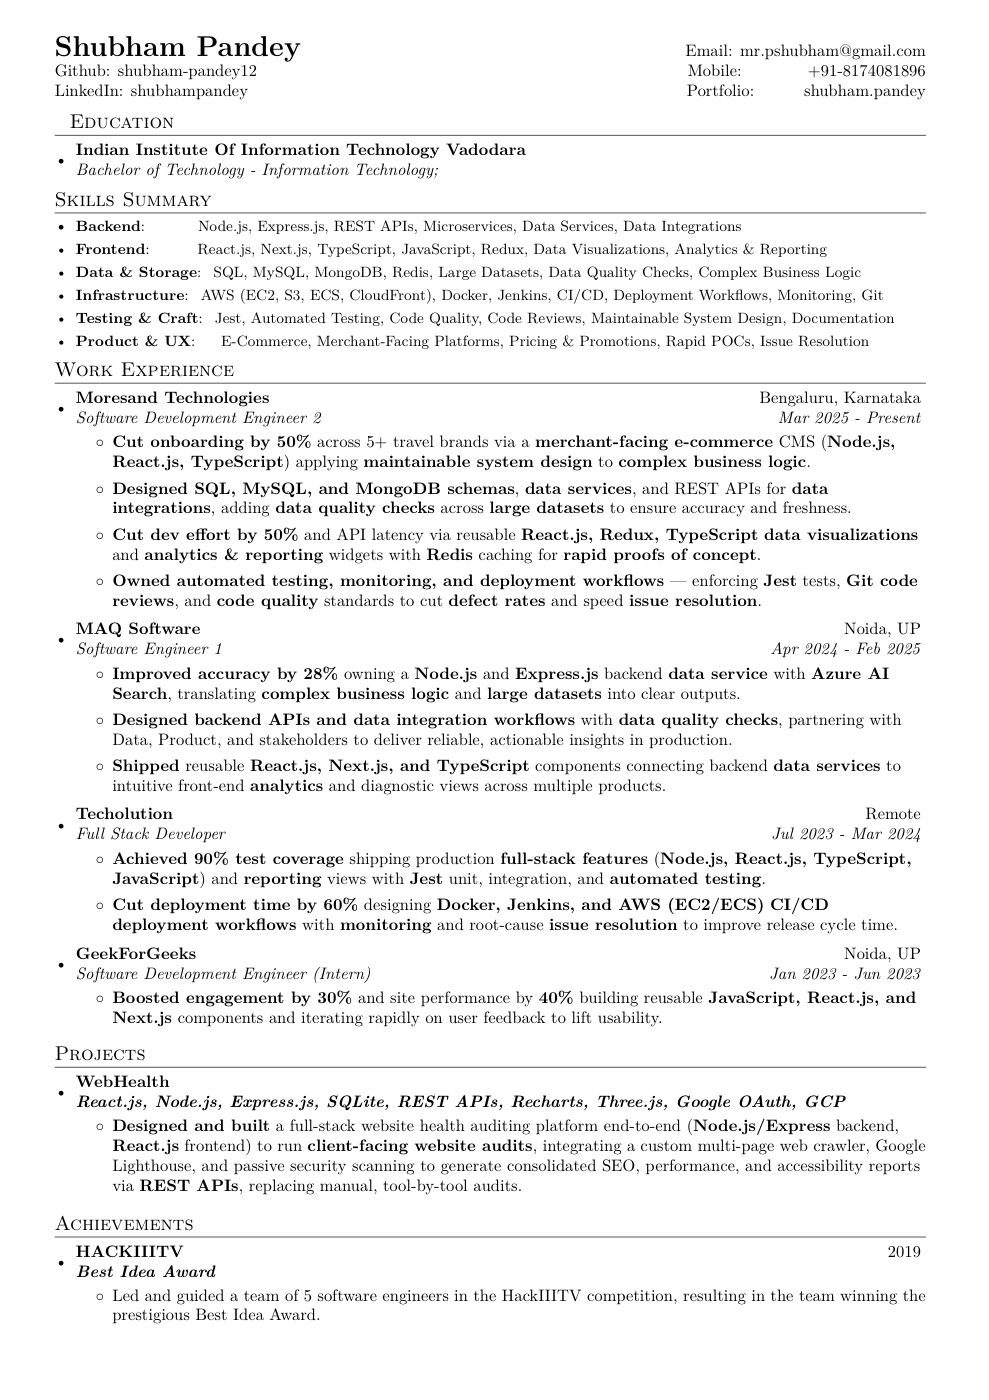 Shubham Pandey
Github: shubham-pandey12
LinkedIn: shubhampandey
Email: mr.pshubham@gmail.com
Mobile: +91-8174081896
Portfolio: shubham.pandey
Education
• Indian Institute Of Information Technology Vadodara
Bachelor of Technology - Information Technology;
Skills Summary
• Backend: Node.js, Express.js, REST APIs, Microservices, Data Services, Data Integrations
• Frontend: React.js, Next.js, TypeScript, JavaScript, Redux, Data Visualizations, Analytics & Reporting
• Data & Storage: SQL, MySQL, MongoDB, Redis, Large Datasets, Data Quality Checks, Complex Business Logic
• Infrastructure: AWS (EC2, S3, ECS, CloudFront), Docker, Jenkins, CI/CD, Deployment Workflows, Monitoring, Git
• Testing & Craft: Jest, Automated Testing, Code Quality, Code Reviews, Maintainable System Design, Documentation
• Product & UX: E-Commerce, Merchant-Facing Platforms, Pricing & Promotions, Rapid POCs, Issue Resolution
Work Experience
• Moresand Technologies Bengaluru, Karnataka
Software Development Engineer 2 Mar 2025 - Present
◦ Cut onboarding by 50% across 5+ travel brands via a merchant-facing e-commerce CMS (Node.js,
React.js, TypeScript) applying maintainable system design to complex business logic.
◦ Designed SQL, MySQL, and MongoDB schemas, data services, and REST APIs for data
integrations, adding data quality checks across large datasets to ensure accuracy and freshness.
◦ Cut dev effort by 50% and API latency via reusable React.js, Redux, TypeScript data visualizations
and analytics & reporting widgets with Redis caching for rapid proofs of concept.
◦ Owned automated testing, monitoring, and deployment workflows — enforcing Jest tests, Git code
reviews, and code quality standards to cut defect rates and speed issue resolution.
• MAQ Software Noida, UP
Software Engineer 1 Apr 2024 - Feb 2025
◦ Improved accuracy by 28% owning a Node.js and Express.js backend data service with Azure AI
Search, translating complex business logic and large datasets into clear outputs.
◦ Designed backend APIs and data integration workflows with data quality checks, partnering with
Data, Product, and stakeholders to deliver reliable, actionable insights in production.
◦ Shipped reusable React.js, Next.js, and TypeScript components connecting backend data services to
intuitive front-end analytics and diagnostic views across multiple products.
• Techolution Remote
Full Stack Developer Jul 2023 - Mar 2024
◦ Achieved 90% test coverage shipping production full-stack features (Node.js, React.js, TypeScript,
JavaScript) and reporting views with Jest unit, integration, and automated testing.
◦ Cut deployment time by 60% designing Docker, Jenkins, and AWS (EC2/ECS) CI/CD
deployment workflows with monitoring and root-cause issue resolution to improve release cycle time.
• GeekForGeeks Noida, UP
Software Development Engineer (Intern) Jan 2023 - Jun 2023
◦ Boosted engagement by 30% and site performance by 40% building reusable JavaScript, React.js, and
Next.js components and iterating rapidly on user feedback to lift usability.
Projects
• WebHealth
React.js, Node.js, Express.js, SQLite, REST APIs, Recharts, Three.js, Google OAuth, GCP
◦ Designed and built a full-stack website health auditing platform end-to-end (Node.js/Express backend,
React.js frontend) to run client-facing website audits, integrating a custom multi-page web crawler, Google
Lighthouse, and passive security scanning to generate consolidated SEO, performance, and accessibility reports
via REST APIs, replacing manual, tool-by-tool audits.
Achievements
• HACKIIITV 2019
Best Idea Award
◦ Led and guided a team of 5 software engineers in the HackIIITV competition, resulting in the team winning the
prestigious Best Idea Award.